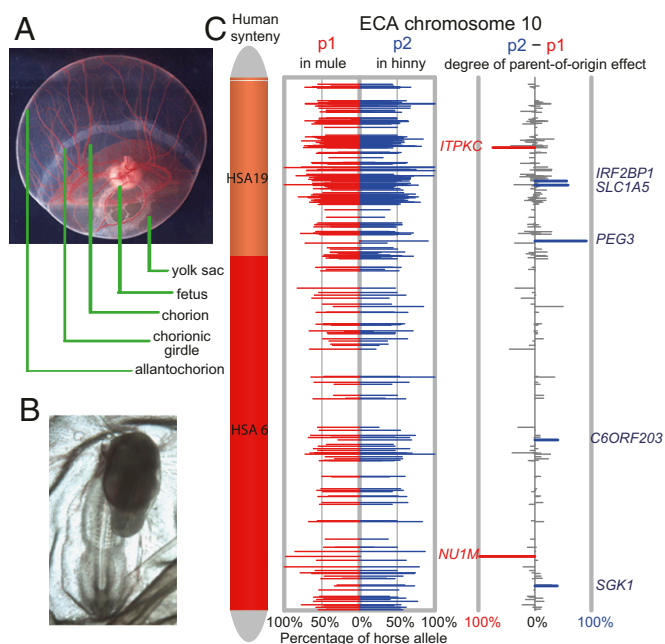 A
yolk sac
fetus
chorion
chorionic
girdle
allantochorion
B
C
Human
synteny
ECA chromosome 10
p1
in mule
p2
in hinny
p2 – p1
degree of parent-of-origin effect
HSA19
HSA 6
ITPKC
IRF2BP1
SLC1A5
PEG3
C6ORF203
NU1M
SGK1
100% 50% 0% 50% 100%
Percentage of horse allele
100% 0% 100%